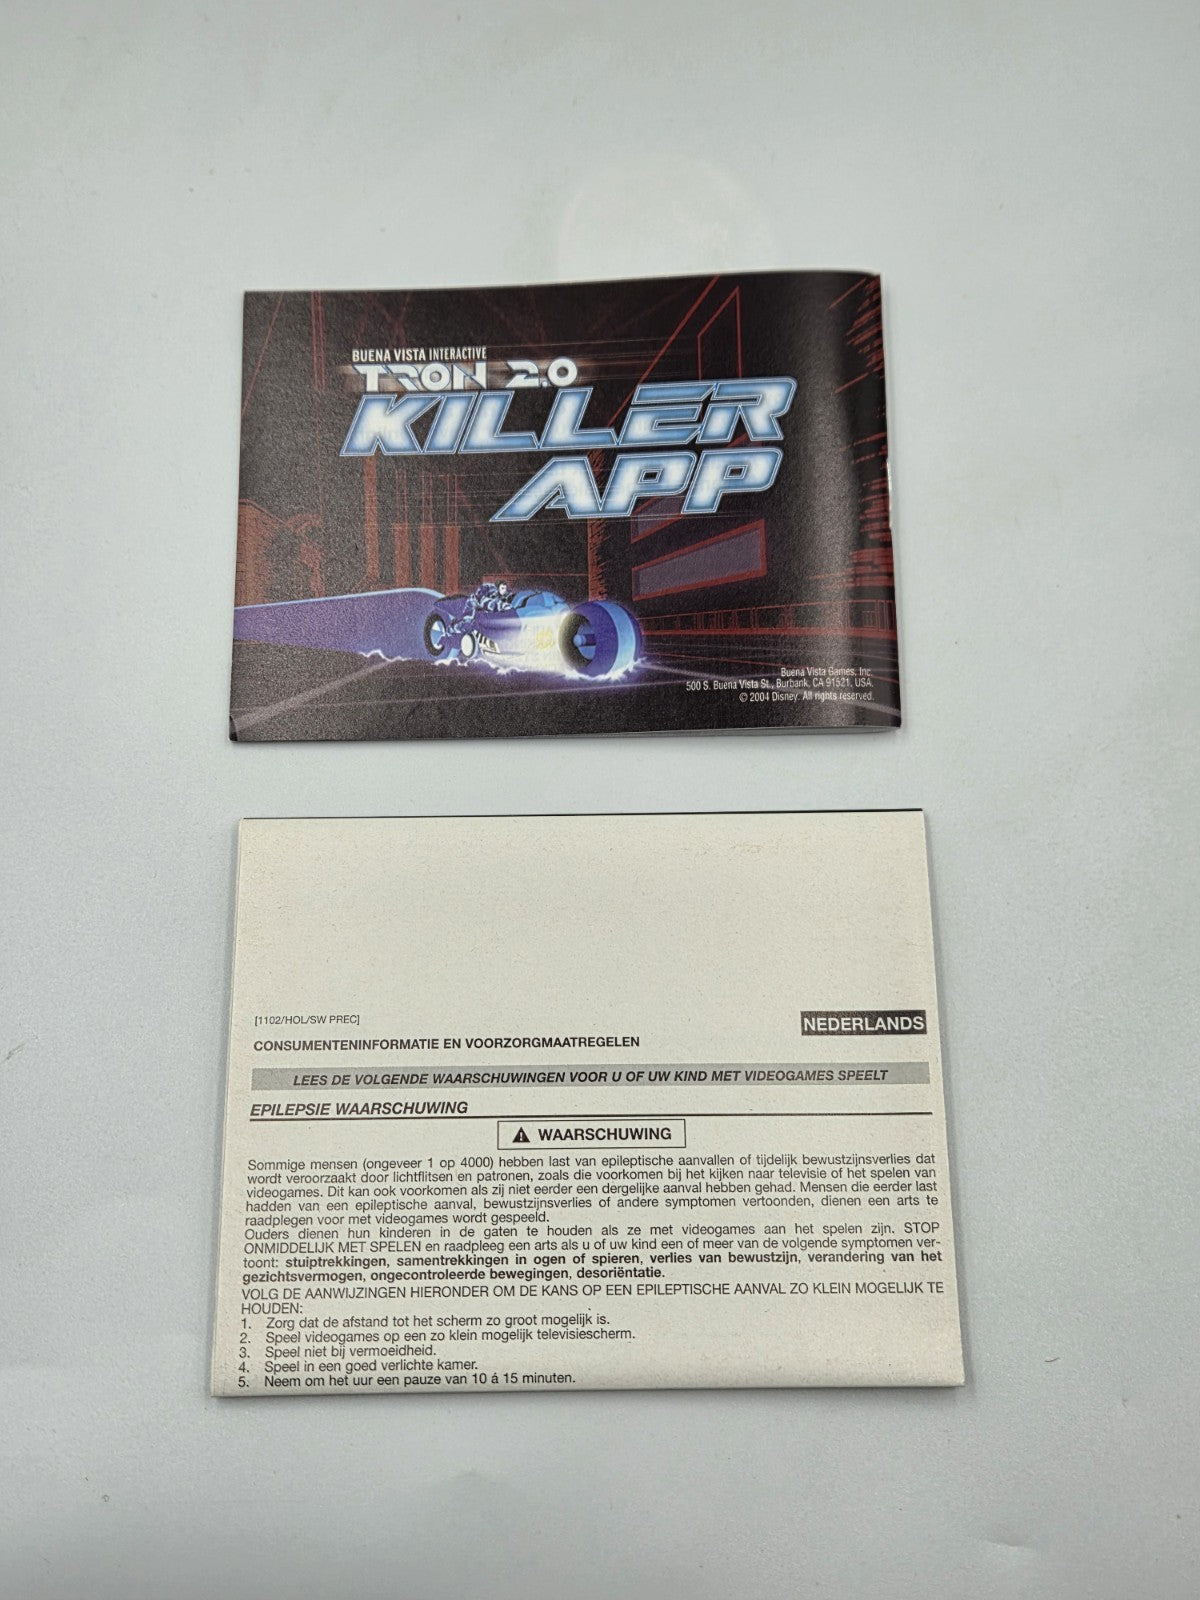 BUENA VISTA INTERACTIVE
TRON 2.0
KILLER
APP
Buena Vista Games, Inc.
500 S. Buena Vista St., Burbank, CA 91521, USA.
© 2004 Disney. All rights reserved.
[1102/HOL/SW PREC]
NEDERLANDS
CONSUMENTENINFORMATIE EN VOORZORGMAATREGELEN
LEES DE VOLGENDE WAARSCHUWINGEN VOOR U OF UW KIND MET VIDEOGAMES SPEELT
EPILEPSIE WAARSCHUWING
WAARSCHUWING
Sommige mensen (ongeveer 1 op 4000) hebben last van epileptische aanvallen of tijdelijk bewustzijnsverlies dat
wordt veroorzaakt door lichtflitsen en patronen, zoals die voorkomen bij het kijken naar televisie of het spelen van
videogames. Dit kan ook voorkomen als zij niet eerder een dergelijke aanval hebben gehad. Mensen die eerder last
hadden van een epileptische aanval, bewustzijnsverlies of andere symptomen vertoonden, dienen een arts te
raadplegen voor met videogames wordt gespeeld.
Ouders dienen hun kinderen in de gaten te houden als ze met videogames aan het spelen zijn. STOP
ONMIDDELIJK MET SPELEN en raadpleeg een arts als u of uw kind een of meer van de volgende symptomen ver-
toont: stuiptrekkingen, samentrekkingen in ogen of spieren, verlies van bewustzijn, verandering van het
gezichtsvermogen, ongecontroleerde bewegingen, desoriëntatie.
VOLG DE AANWIJZINGEN HIERONDER OM DE KANS OP EEN EPILEPTISCHE AANVAL ZO KLEIN MOGELIJK TE
HOUDEN:
1. Zorg dat de afstand tot het scherm zo groot mogelijk is.
2. Speel videogames op een zo klein mogelijk televisiescherm.
3. Speel niet bij vermoeidheid.
4. Speel in een goed verlichte kamer.
5. Neem om het uur een pauze van 10 á 15 minuten.